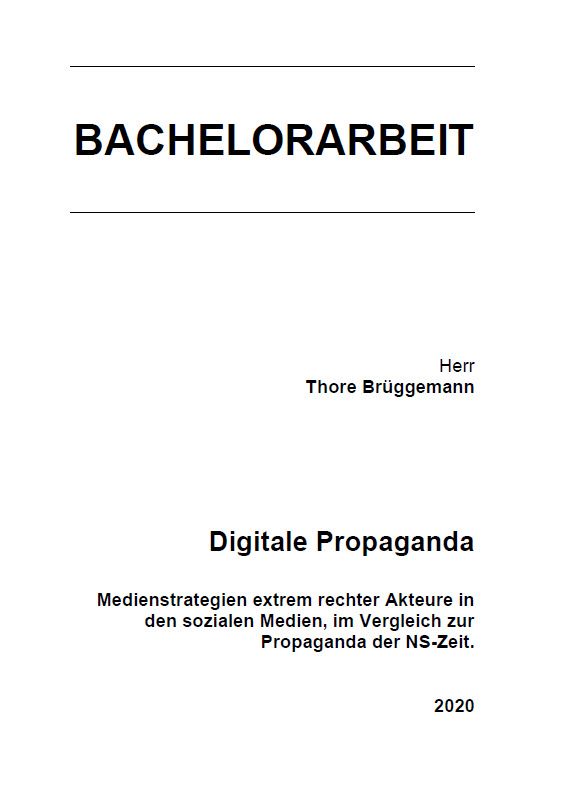 BACHELORARBEIT
Herr
Thore Brüggemann
Digitale Propaganda
Medienstrategien extrem rechter Akteure in
den sozialen Medien, im Vergleich zur
Propaganda der NS-Zeit.
2020